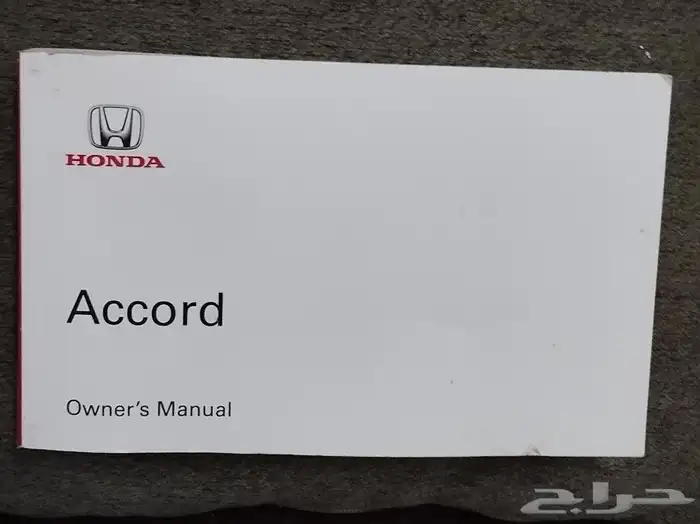 HONDA
Accord
Owner's Manual
حراج